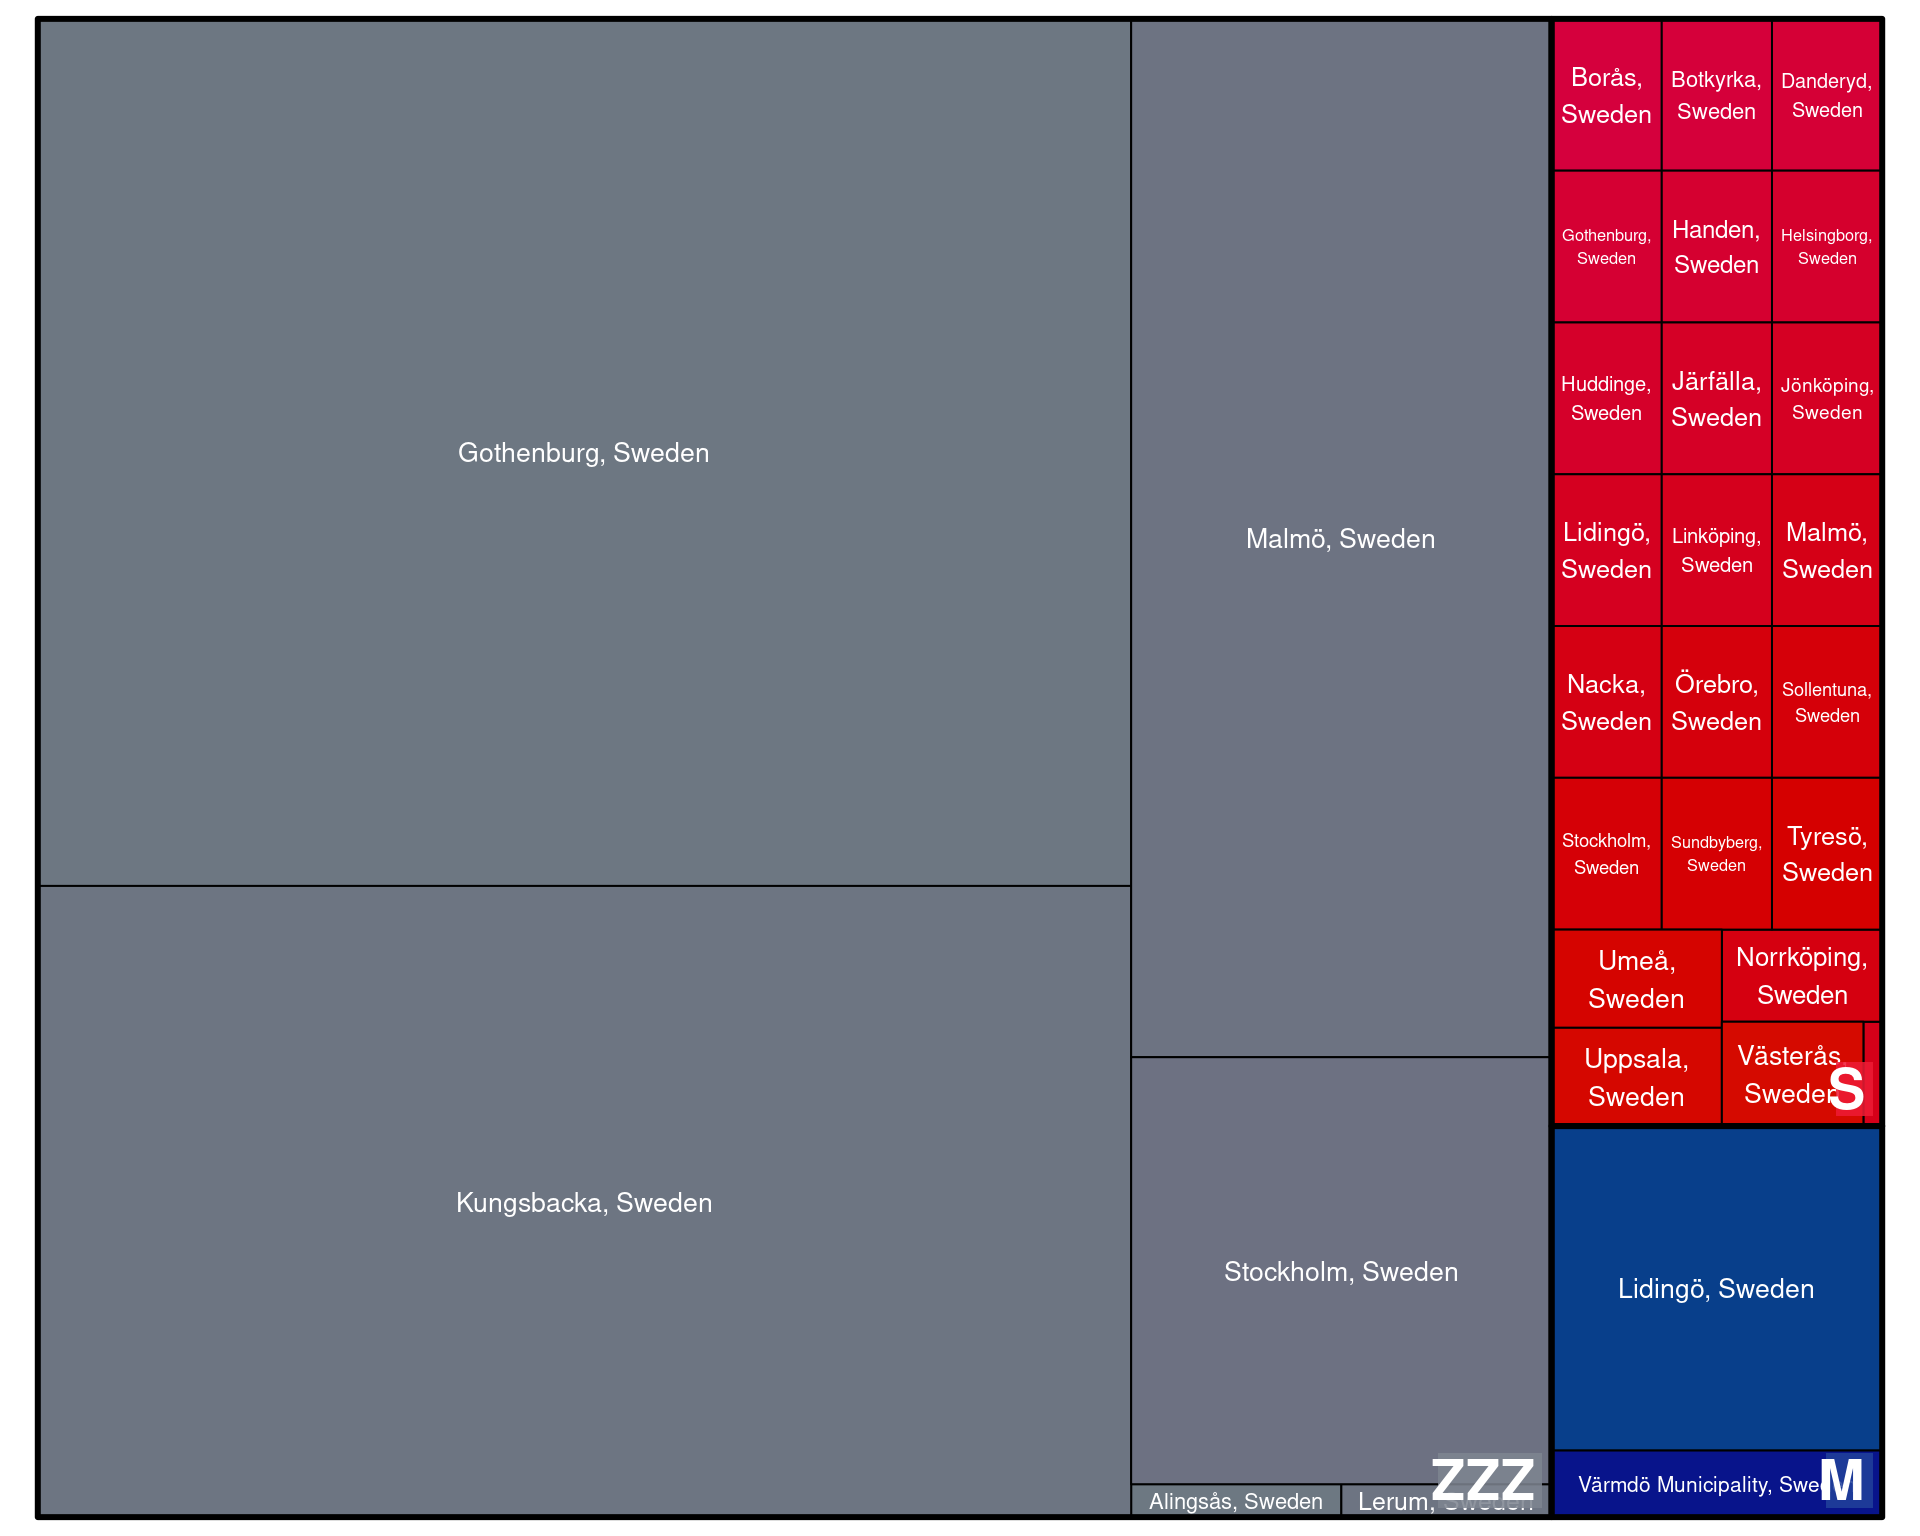 Gothenburg, Sweden
Kungsbacka, Sweden
Malmö, Sweden
Stockholm, Sweden
Alingsås, Sweden
Lerum, Sweden
ZZZ
Borås,
Sweden
Botkyrka,
Sweden
Danderyd,
Sweden
Gothenburg,
Sweden
Handen,
Sweden
Helsingborg,
Sweden
Huddinge,
Sweden
Järfälla,
Sweden
Jönköping,
Sweden
Lidingö,
Sweden
Linköping,
Sweden
Malmö,
Sweden
Nacka,
Sweden
Örebro,
Sweden
Sollentuna,
Sweden
Stockholm,
Sweden
Sundbyberg,
Sweden
Tyresö,
Sweden
Umeå,
Sweden
Norrköping,
Sweden
Uppsala,
Sweden
Västerås,
Sweden
S
Lidingö, Sweden
Värmdö Municipality, Sweden
M